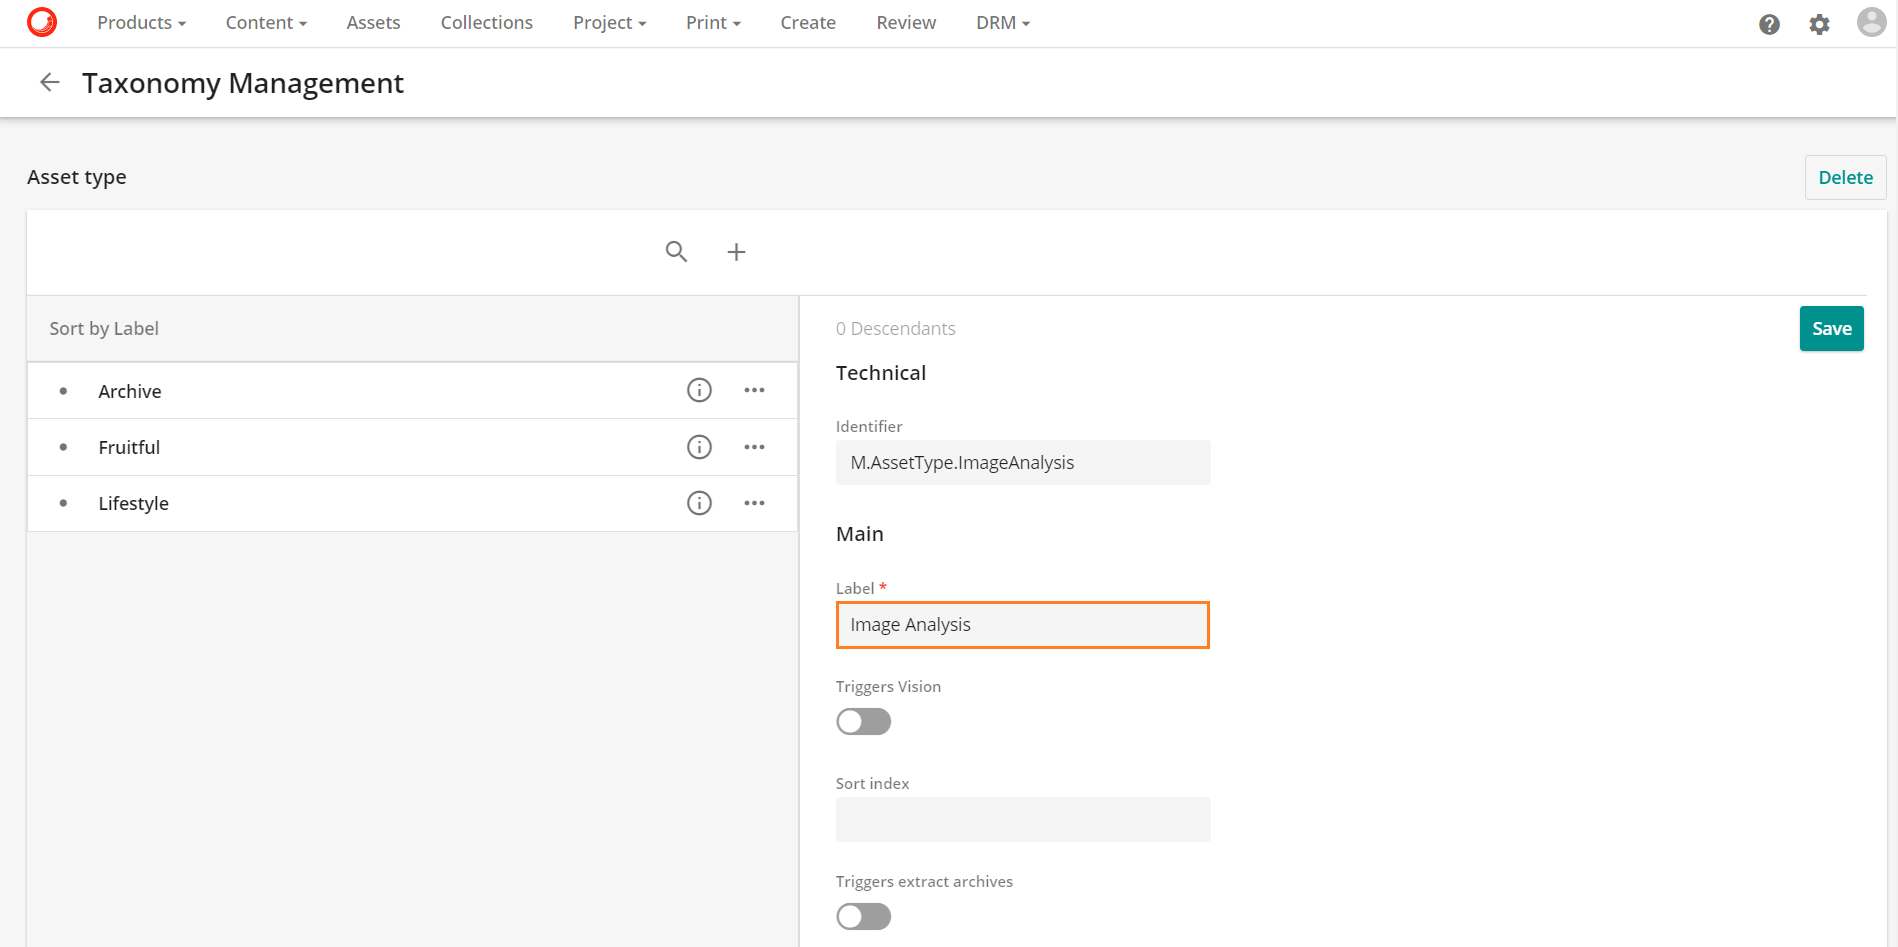 Products Content Assets Collections Project Print Create Review DRM
Taxonomy Management
Asset type
Delete
Sort by Label
Archive
Fruitful
Lifestyle
0 Descendants
Save
Technical
Identifier
M.AssetType.ImageAnalysis
Main
Label *
Image Analysis
Triggers Vision
Sort index
Triggers extract archives